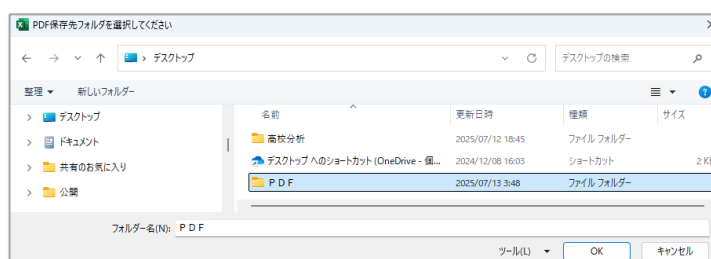 PDF保存先フォルダを選択してください
デスクトップ
デスクトップの検索
整理 新しいフォルダー
デスクトップ
ドキュメント
共有のお気に入り
公開
名前 更新日時 種類 サイズ
高校分析 2025/07/12 18:45 ファイル フォルダー
デスクトップ へのショートカット (OneDrive - 個... 2024/12/08 16:03 ショートカット 2 KB
ＰＤＦ 2025/07/13 3:48 ファイル フォルダー
フォルダー名(N): ＰＤＦ
ツール(L) OK キャンセル